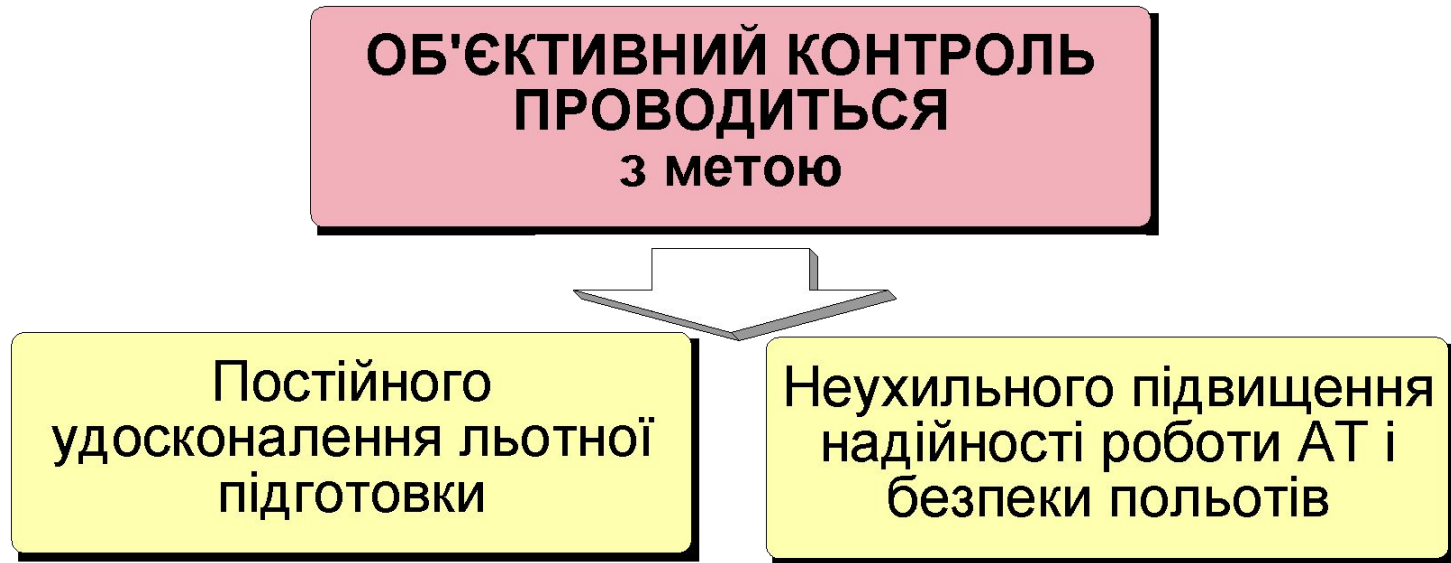 ОБ'ЄКТИВНИЙ КОНТРОЛЬ
ПРОВОДИТЬСЯ
з метою
Постійного
удосконалення льотної
підготовки
Неухильного підвищення
надійності роботи АТ і
безпеки польотів